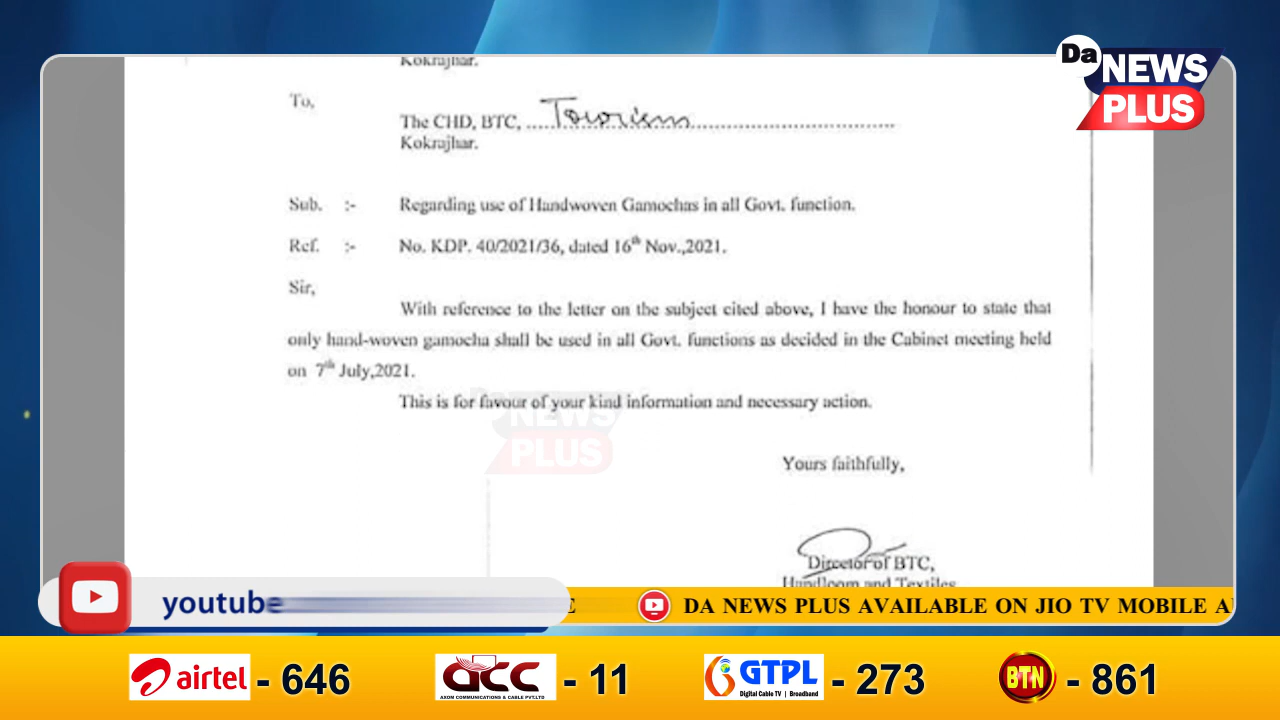 Da
NEWS
PLUS
Kokrajhar.
To,
The CHD, BTC, Tourism
Kokrajhar.
Sub. :- Regarding use of Handwoven Gamochas in all Govt. function.
Ref. :- No. KDP. 40/2021/36, dated 16th Nov.,2021.
Sir,
With reference to the letter on the subject cited above, I have the honour to state that
only hand-woven gamocha shall be used in all Govt. functions as decided in the Cabinet meeting held
on 7th July,2021.
This is for favour of your kind information and necessary action.
Da
NEWS
PLUS
Yours faithfully,
Director of BTC,
Handloom and Textiles
youtube
E DA NEWS PLUS AVAILABLE ON JIO TV MOBILE A
airtel - 646
acc - 11
AXOM COMMUNICATIONS & CABLE PVT.LTD
GTPL - 273
Digital Cable TV | Broadband
BTN - 861